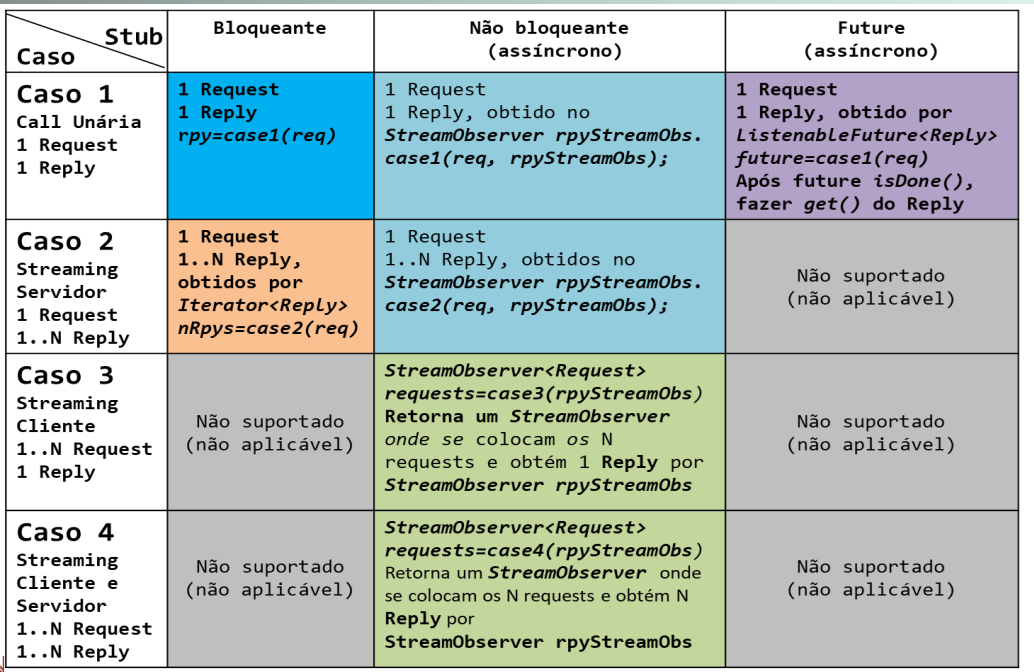 Stub
Caso
Bloqueante
Não bloqueante
(assíncrono)
Future
(assíncrono)
Caso 1
Call Unária
1 Request
1 Reply
1 Request
1 Reply
rpy=case1(req)
1 Request
1 Reply, obtido no
StreamObserver rpyStreamObs.
case1(req, rpyStreamObs);
1 Request
1 Reply, obtido por
ListenableFuture<Reply>
future=case1(req)
Após future isDone(),
fazer get() do Reply
Caso 2
Streaming
Servidor
1 Request
1..N Reply
1 Request
1..N Reply,
obtidos por
Iterator<Reply>
nRpys=case2(req)
1 Request
1..N Reply, obtidos no
StreamObserver rpyStreamObs.
case2(req, rpyStreamObs);
Não suportado
(não aplicável)
Caso 3
Streaming
Cliente
1..N Request
1 Reply
Não suportado
(não aplicável)
StreamObserver<Request>
requests=case3(rpyStreamObs)
Retorna um StreamObserver
onde se colocam os N
requests e obtém 1 Reply por
StreamObserver rpyStreamObs
Não suportado
(não aplicável)
Caso 4
Streaming
Cliente e
Servidor
1..N Request
1..N Reply
Não suportado
(não aplicável)
StreamObserver<Request>
requests=case4(rpyStreamObs)
Retorna um StreamObserver onde
se colocam os N requests e obtém N
Reply por
StreamObserver rpyStreamObs
Não suportado
(não aplicável)